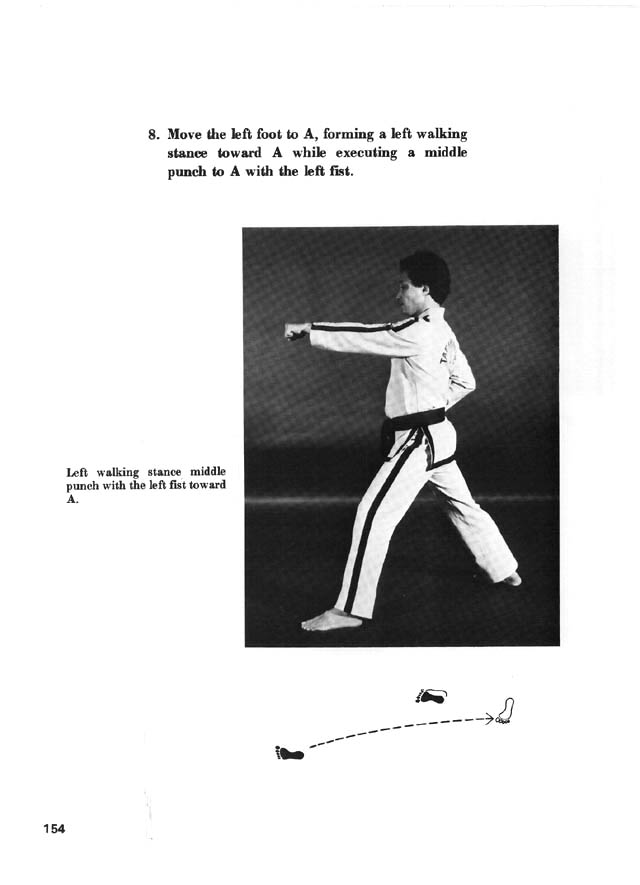 8. Move the left foot to A, forming a left walking
stance toward A while executing a middle
punch to A with the left fist.
Left walking stance middle
punch with the left fist toward
A.
154